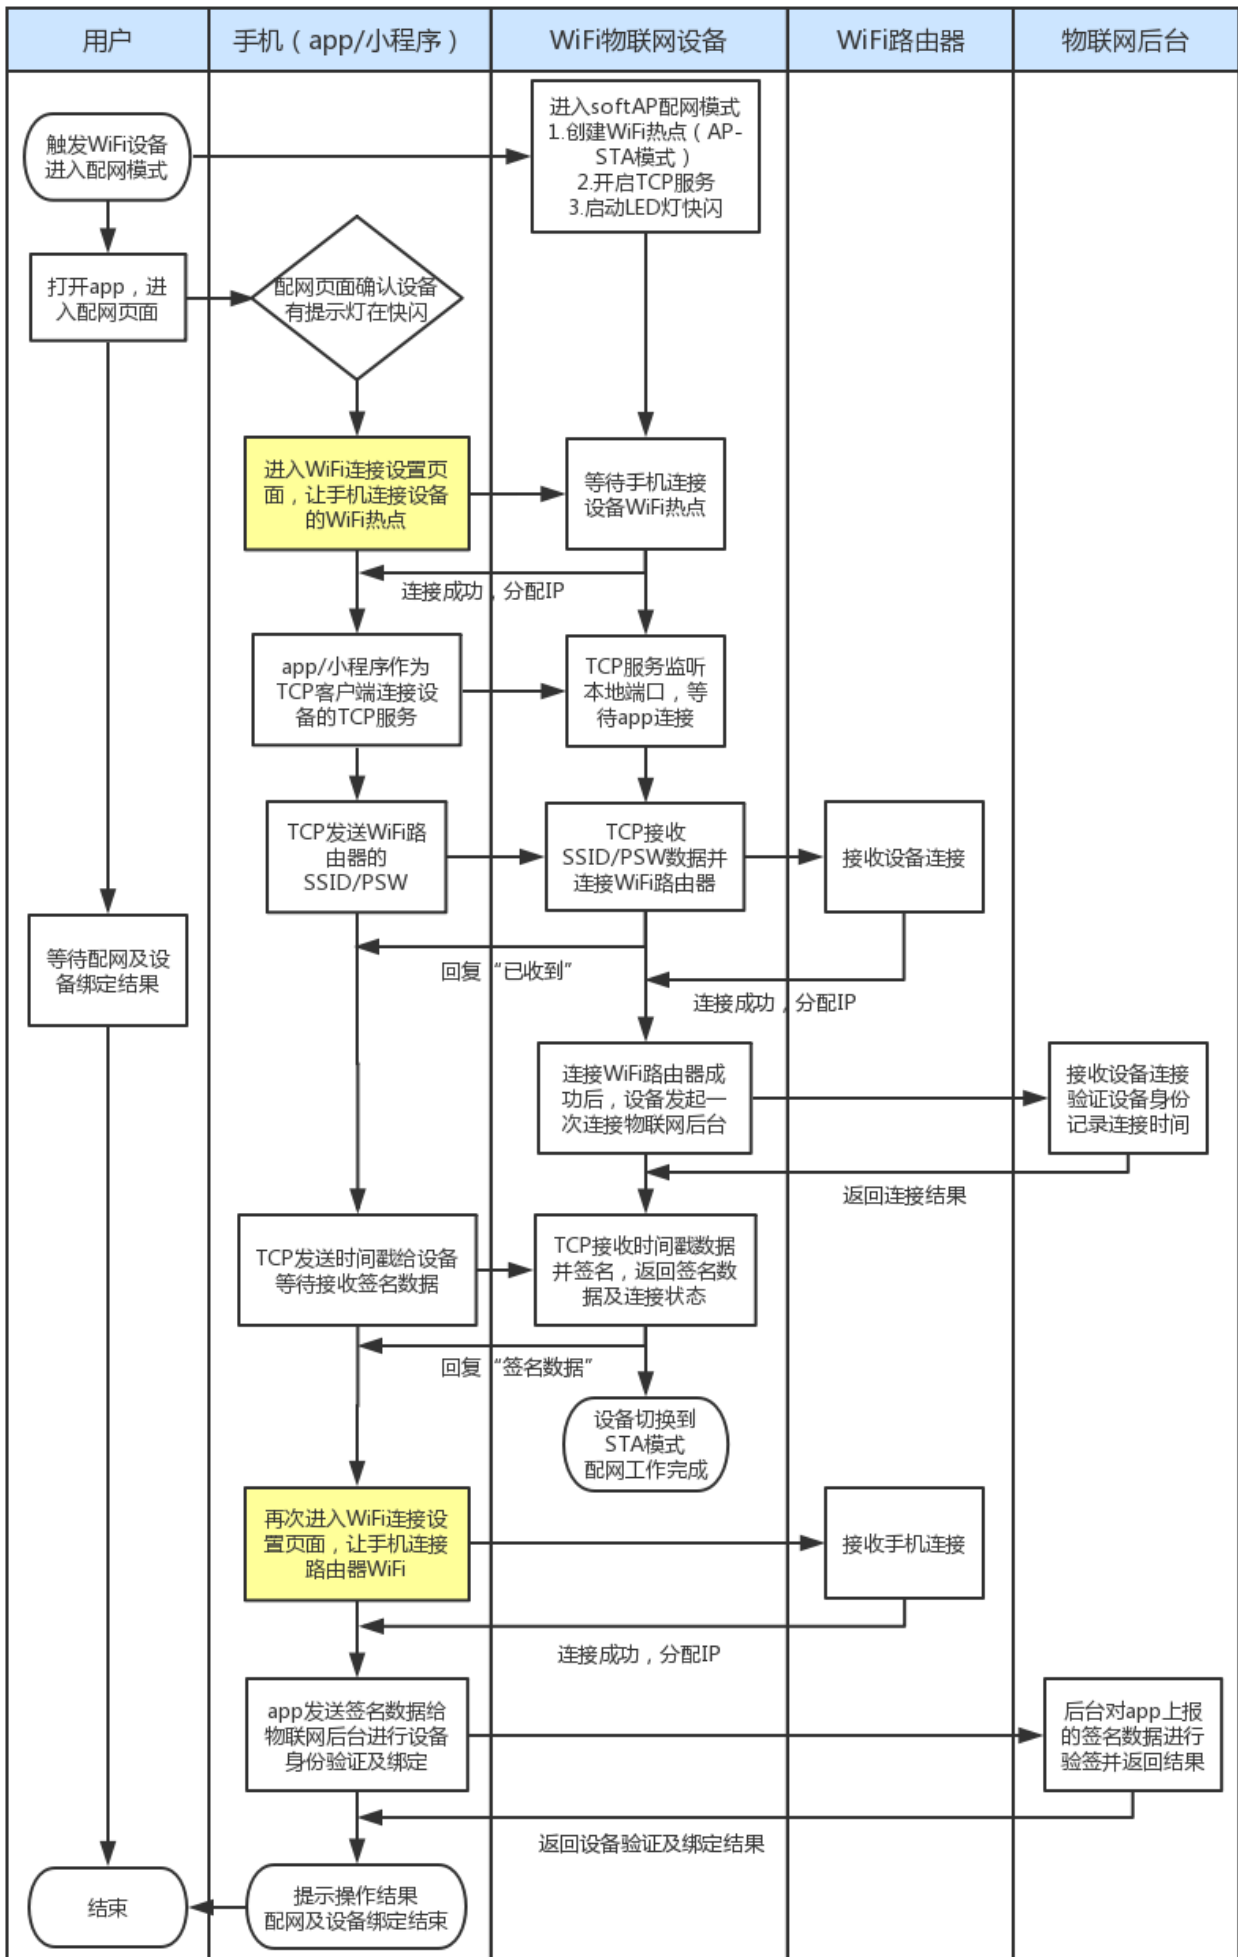 用户
手机（app/小程序）
WiFi物联网设备
WiFi路由器
物联网后台
触发WiFi设备
进入配网模式
进入softAP配网模式
1.创建WiFi热点（AP-
STA模式）
2.开启TCP服务
3.启动LED灯快闪
打开app，进
入配网页面
配网页面确认设备
有提示灯在快闪
进入WiFi连接设置页
面，让手机连接设备
的WiFi热点
等待手机连接
设备WiFi热点
连接成功，分配IP
app/小程序作为
TCP客户端连接设
备的TCP服务
TCP服务监听
本地端口，等
待app连接
TCP发送WiFi路
由器的
SSID/PSW
TCP接收
SSID/PSW数据并
连接WiFi路由器
接收设备连接
等待配网及设
备绑定结果
回复“已收到”
连接成功，分配IP
连接WiFi路由器成
功后，设备发起一
次连接物联网后台
接收设备连接
验证设备身份
记录连接时间
返回连接结果
TCP发送时间戳给设备
等待接收签名数据
TCP接收时间戳数据
并签名，返回签名数
据及连接状态
回复“签名数据”
设备切换到
STA模式
配网工作完成
再次进入WiFi连接设
置页面，让手机连接
路由器WiFi
接收手机连接
连接成功，分配IP
app发送签名数据给
物联网后台进行设备
身份验证及绑定
后台对app上报
的签名数据进行
验签并返回结果
返回设备验证及绑定结果
结束
提示操作结果
配网及设备绑定结束